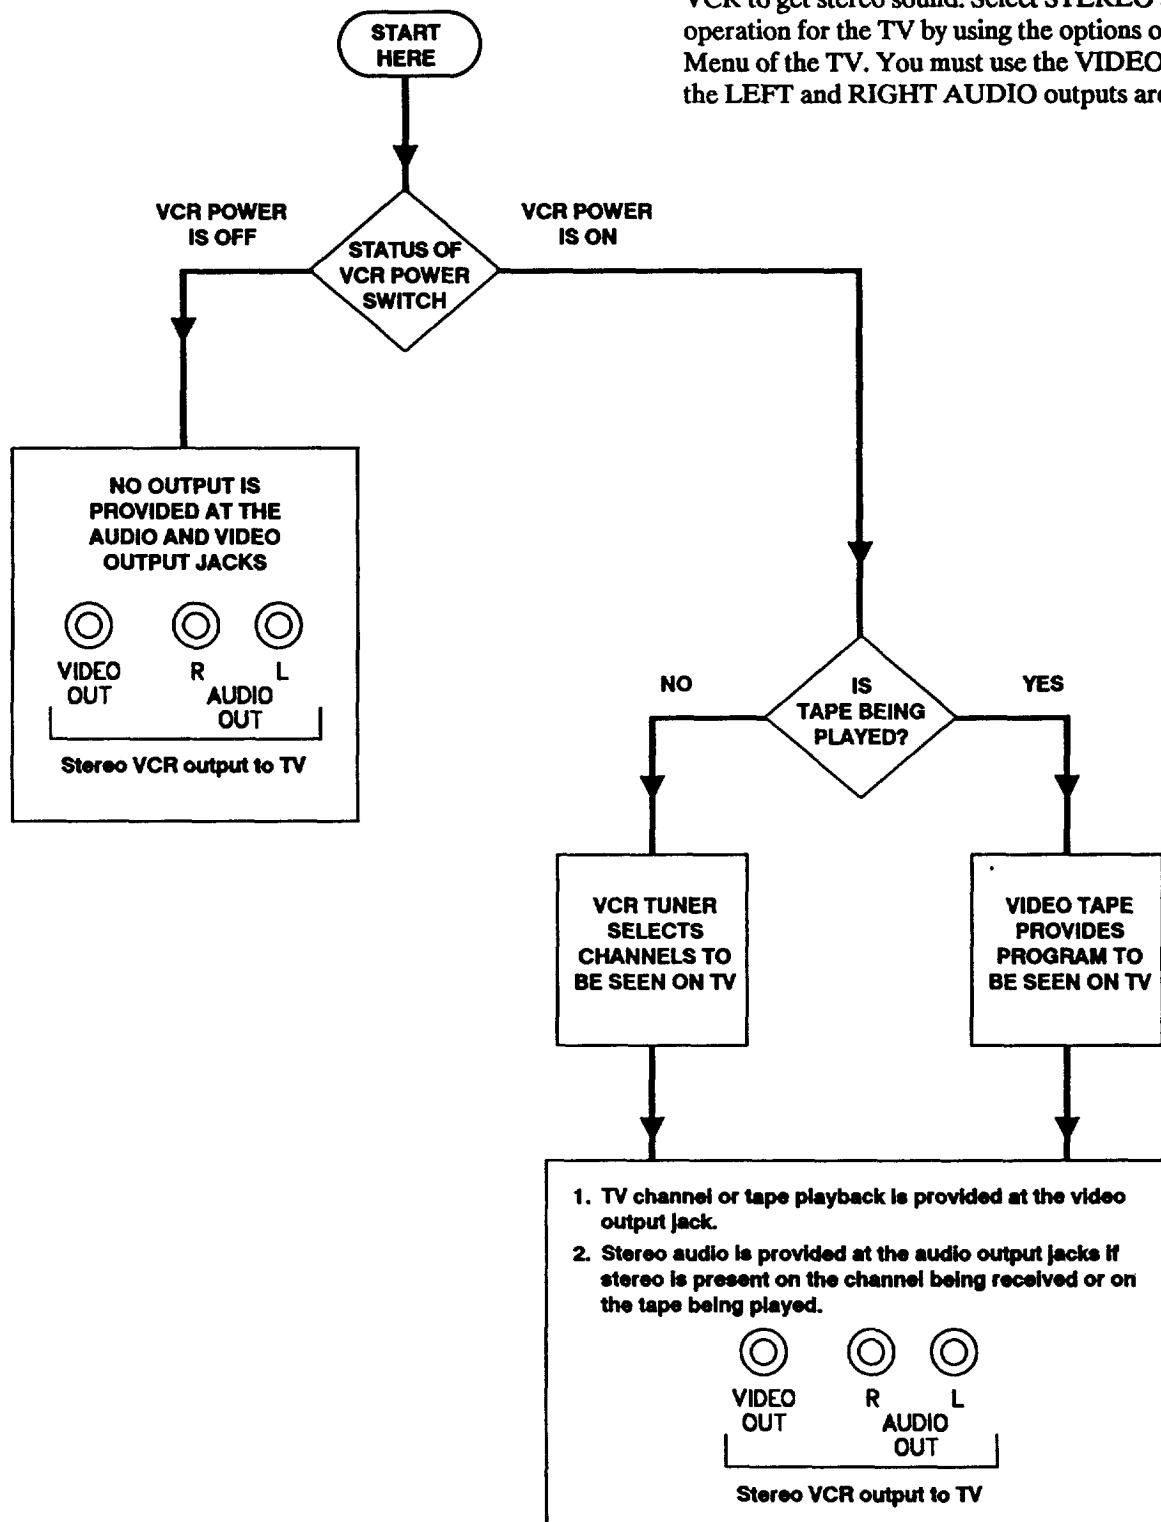 VCR to get stereo sound. Select STEREO
operation for the TV by using the options o
Menu of the TV. You must use the VIDEO
the LEFT and RIGHT AUDIO outputs are
START
HERE
VCR POWER
IS OFF
STATUS OF
VCR POWER
SWITCH
VCR POWER
IS ON
NO OUTPUT IS
PROVIDED AT THE
AUDIO AND VIDEO
OUTPUT JACKS
VIDEO
OUT
R L
AUDIO
OUT
Stereo VCR output to TV
NO
IS
TAPE BEING
PLAYED?
YES
VCR TUNER
SELECTS
CHANNELS TO
BE SEEN ON TV
VIDEO TAPE
PROVIDES
PROGRAM TO
BE SEEN ON TV
1. TV channel or tape playback is provided at the video
output jack.
2. Stereo audio is provided at the audio output jacks if
stereo is present on the channel being received or on
the tape being played.
VIDEO
OUT
R L
AUDIO
OUT
Stereo VCR output to TV